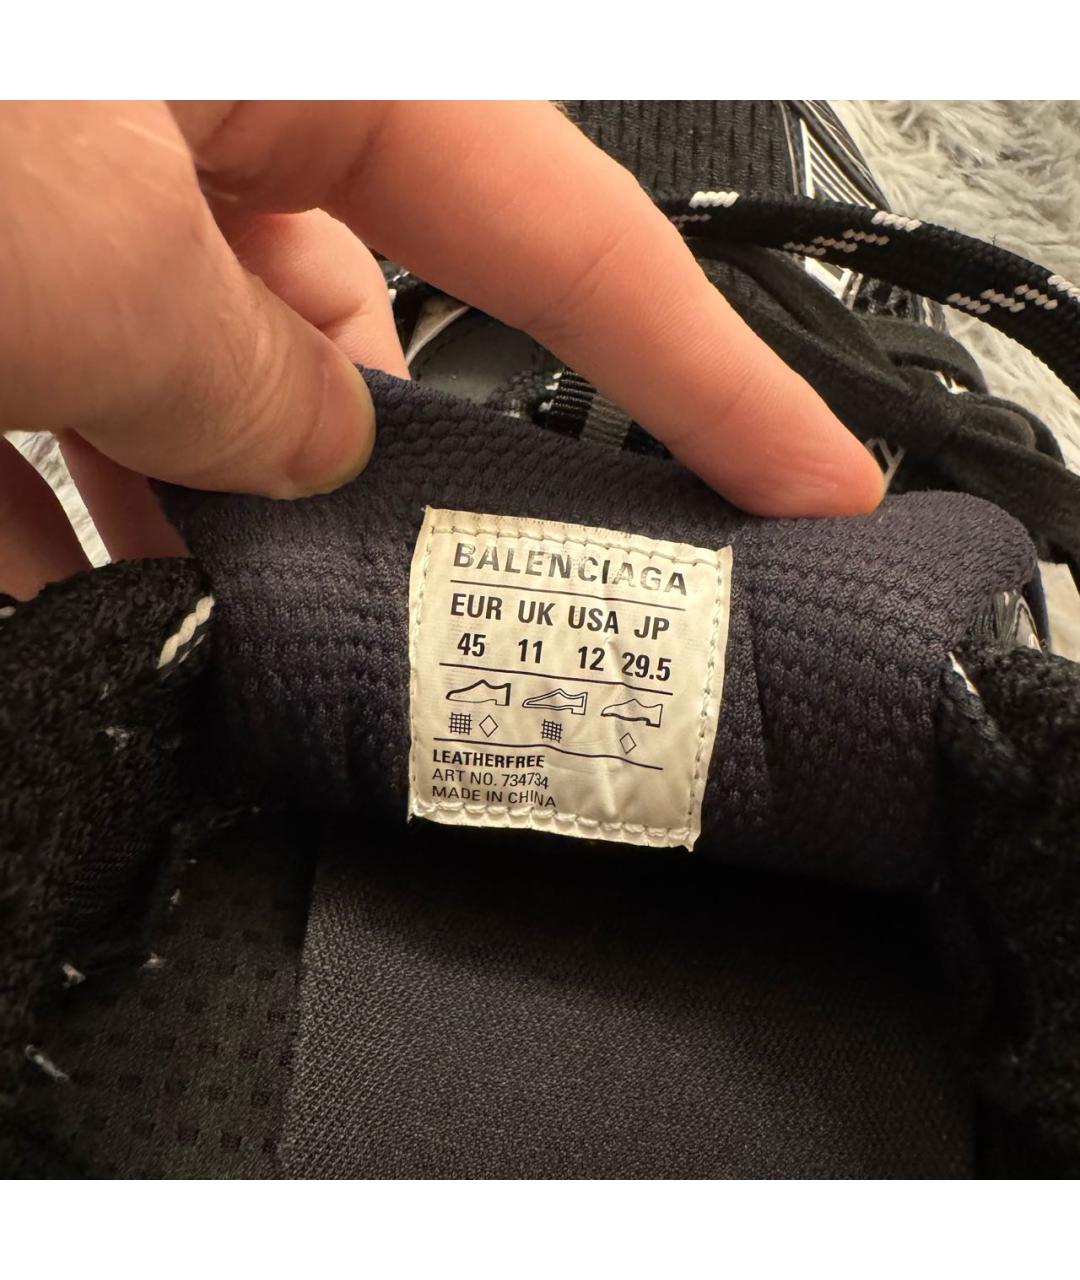 BALENCIAGA
EUR UK USA JP
45 11 12 29.5
LEATHERFREE
ART NO. 734734
MADE IN CHINA